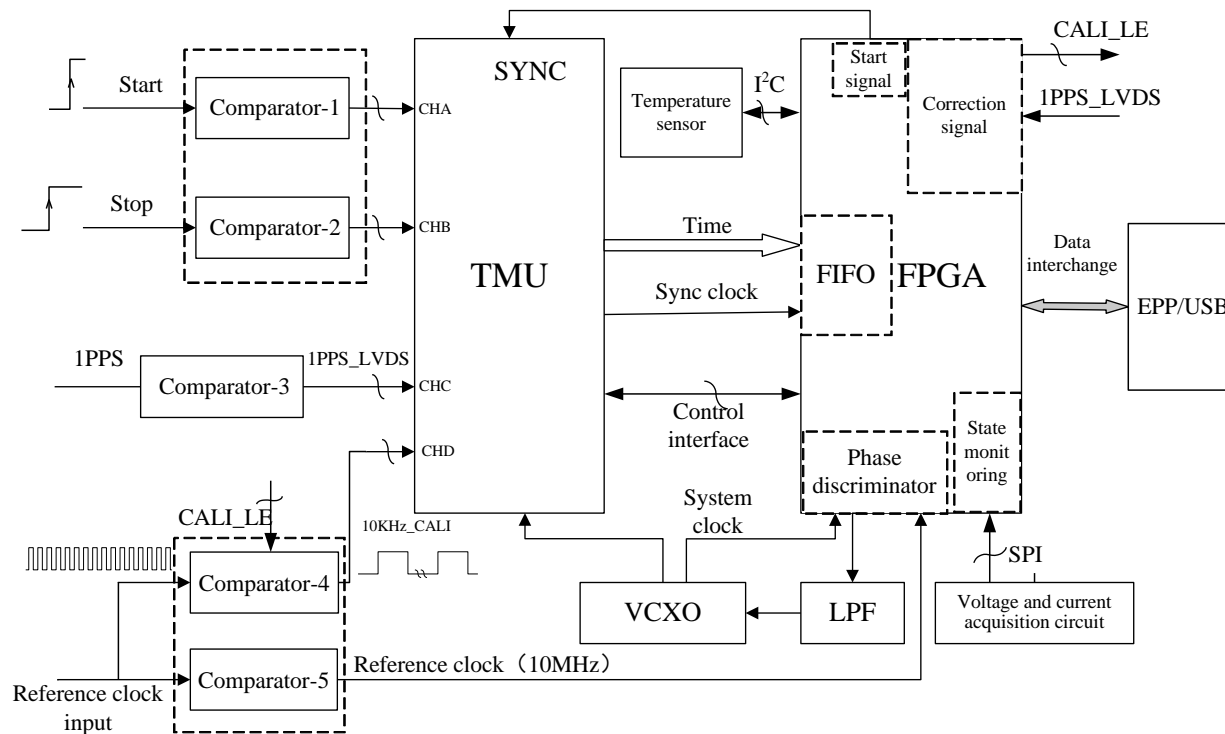 CALI_LE
Start
signal
SYNC
Start
Comparator-1
CHA
Temperature
sensor
I²C
Correction
signal
1PPS_LVDS
Stop
Comparator-2
CHB
Time
TMU
FIFO
FPGA
Data
interchange
Sync clock
EPP/USB
1PPS
Comparator-3
1PPS_LVDS
CHC
Control
interface
CHD
State
monit
oring
Phase
discriminator
System
clock
CALI_LE
10KHz_CALI
Comparator-4
SPI
VCXO
LPF
Voltage and current
acquisition circuit
Comparator-5
Reference clock（10MHz）
Reference clock
input